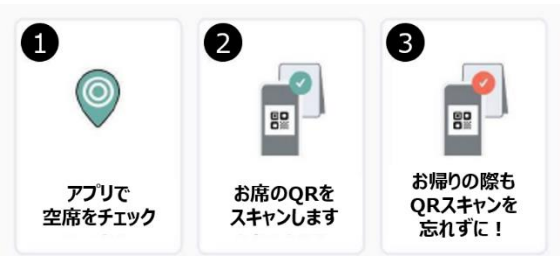 1
アプリで
空席をチェック
2
お席のQRを
スキャンします
3
お帰りの際も
QRスキャンを
忘れずに！